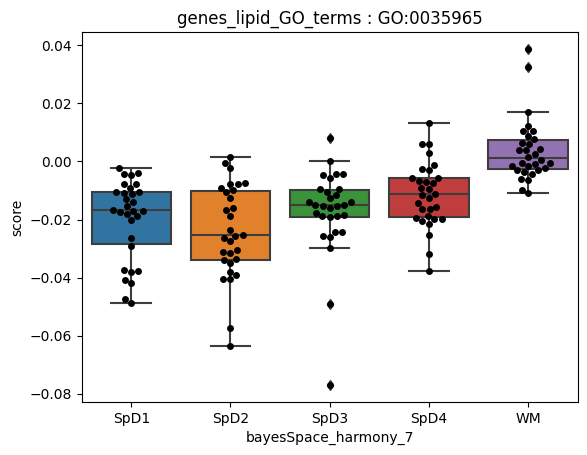 genes_lipid_GO_terms : GO:0035965
0.04
0.02
0.00
−0.02
−0.04
−0.06
−0.08
score
SpD1 SpD2 SpD3 SpD4 WM
bayesSpace_harmony_7